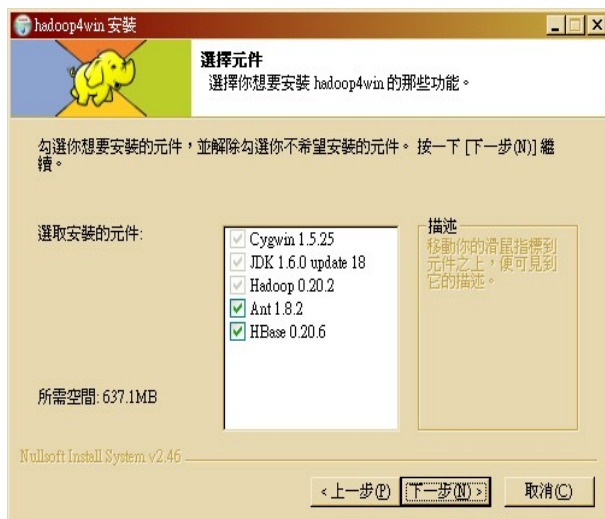 hadoop4win 安裝
選擇元件
選擇你想要安裝 hadoop4win 的那些功能。
勾選你想要安裝的元件，並解除勾選你不希望安裝的元件。 按一下 [下一步(N)] 繼
續。
選取安裝的元件:
Cygwin 1.5.25
JDK 1.6.0 update 18
Hadoop 0.20.2
Ant 1.8.2
HBase 0.20.6
描述
移動你的滑鼠指標到
元件之上，便可見到
它的描述。
所需空間: 637.1MB
Nullsoft Install System v2.46
< 上一步(P)
下一步(N) >
取消(C)